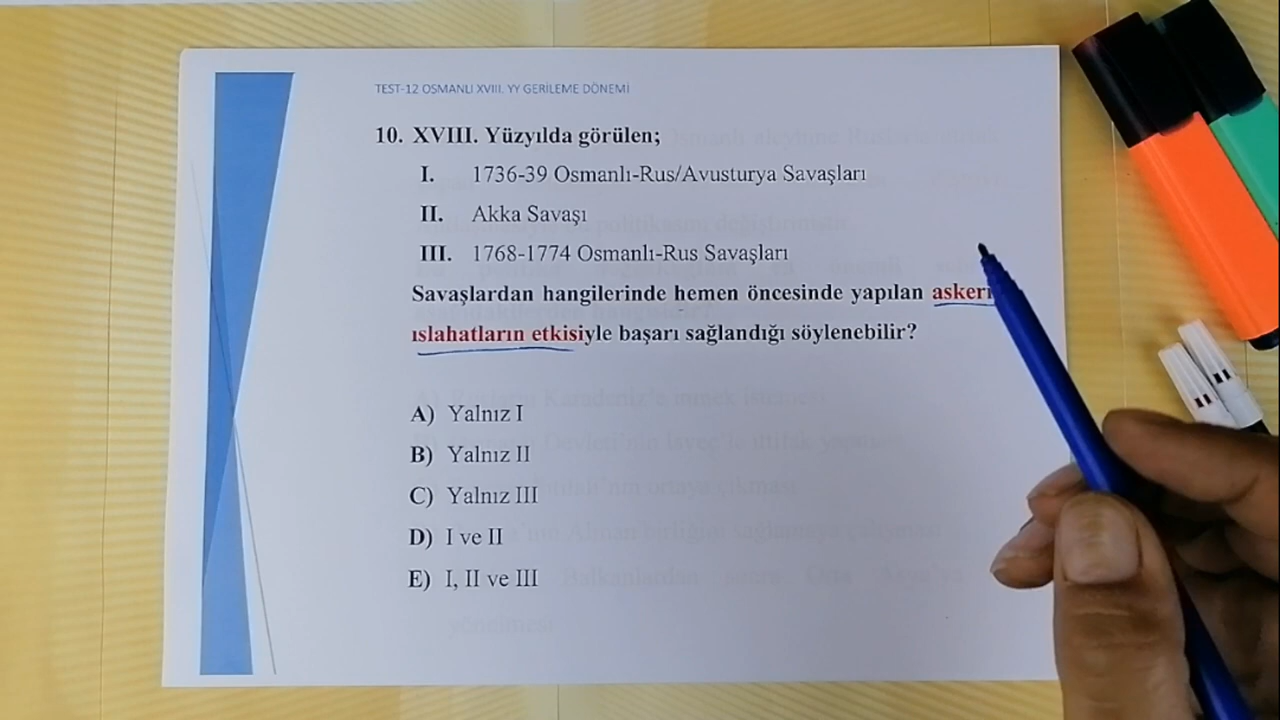 TEST-12 OSMANLI XVIII. YY GERİLEME DÖNEMİ
10. XVIII. Yüzyılda görülen;
I. 1736-39 Osmanlı-Rus/Avusturya Savaşları
II. Akka Savaşı
III. 1768-1774 Osmanlı-Rus Savaşları
Savaşlardan hangilerinde hemen öncesinde yapılan askeri
ıslahatların etkisiyle başarı sağlandığı söylenebilir?
A) Yalnız I
B) Yalnız II
C) Yalnız III
D) I ve II
E) I, II ve III